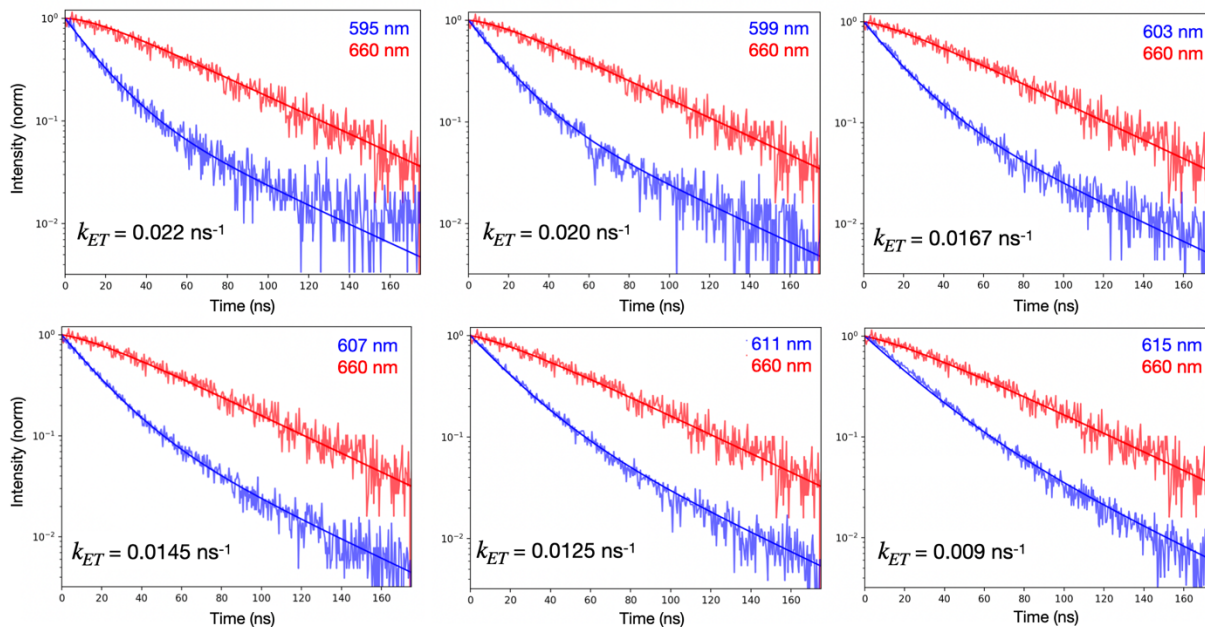 Intensity (norm)
10⁰
10⁻¹
10⁻²
595 nm
660 nm
k_ET = 0.022 ns⁻¹
0 20 40 60 80 100 120 140 160
Time (ns)
10⁰
10⁻¹
10⁻²
599 nm
660 nm
k_ET = 0.020 ns⁻¹
0 20 40 60 80 100 120 140 160
Time (ns)
10⁰
10⁻¹
10⁻²
603 nm
660 nm
k_ET = 0.0167 ns⁻¹
0 20 40 60 80 100 120 140 160
Time (ns)
Intensity (norm)
10⁰
10⁻¹
10⁻²
607 nm
660 nm
k_ET = 0.0145 ns⁻¹
0 20 40 60 80 100 120 140 160
Time (ns)
10⁰
10⁻¹
10⁻²
611 nm
660 nm
k_ET = 0.0125 ns⁻¹
0 20 40 60 80 100 120 140 160
Time (ns)
10⁰
10⁻¹
10⁻²
615 nm
660 nm
k_ET = 0.009 ns⁻¹
0 20 40 60 80 100 120 140 160
Time (ns)